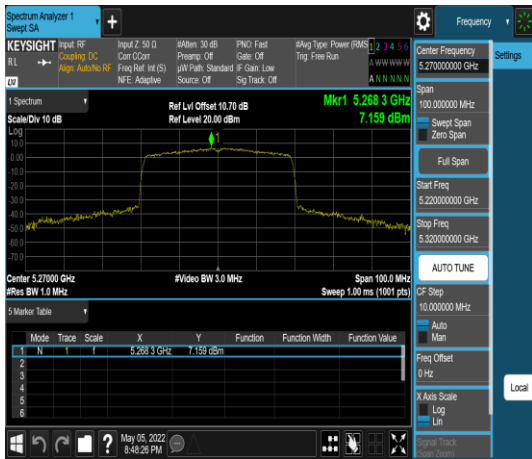 Spectrum Analyzer 1
Swept SA
+
Frequency
KEYSIGHT
RL
LXI
Input: RF
Coupling: DC
Align: Auto/No RF
Input Z: 50 Ω
Corr CCorr
Freq Ref: Int (S)
NFE: Adaptive
#Atten: 30 dB
Preamp: Off
µW Path: Standard
Source: Off
PNO: Fast
Gate: Off
IF Gain: Low
Sig Track: Off
#Avg Type: Power (RMS
Trig: Free Run
1 2 3 4 5 6
A W W W W W
A N N N N N
Center Frequency
5.270000000 GHz
Settings
1 Spectrum
Scale/Div 10 dB
Ref Lvl Offset 10.70 dB
Ref Level 20.00 dBm
Mkr1 5.268 3 GHz
7.159 dBm
Span
100.000000 MHz
Swept Span
Zero Span
Full Span
Start Freq
5.220000000 GHz
Stop Freq
5.320000000 GHz
AUTO TUNE
CF Step
10.000000 MHz
Auto
Man
Freq Offset
0 Hz
X Axis Scale
Log
Lin
Signal Track
(Span Zoom)
Local
Log
1
10.0
0.00
-10.0
-20.0
-30.0
-40.0
-50.0
-60.0
-70.0
Center 5.27000 GHz
#Res BW 1.0 MHz
#Video BW 3.0 MHz
Span 100.0 MHz
Sweep 1.00 ms (1001 pts)
5 Marker Table
Mode Trace Scale X Y Function Function Width Function Value
1 N 1 f 5.268 3 GHz 7.159 dBm
2
3
4
5
6
?
May 05, 2022
8:48:26 PM